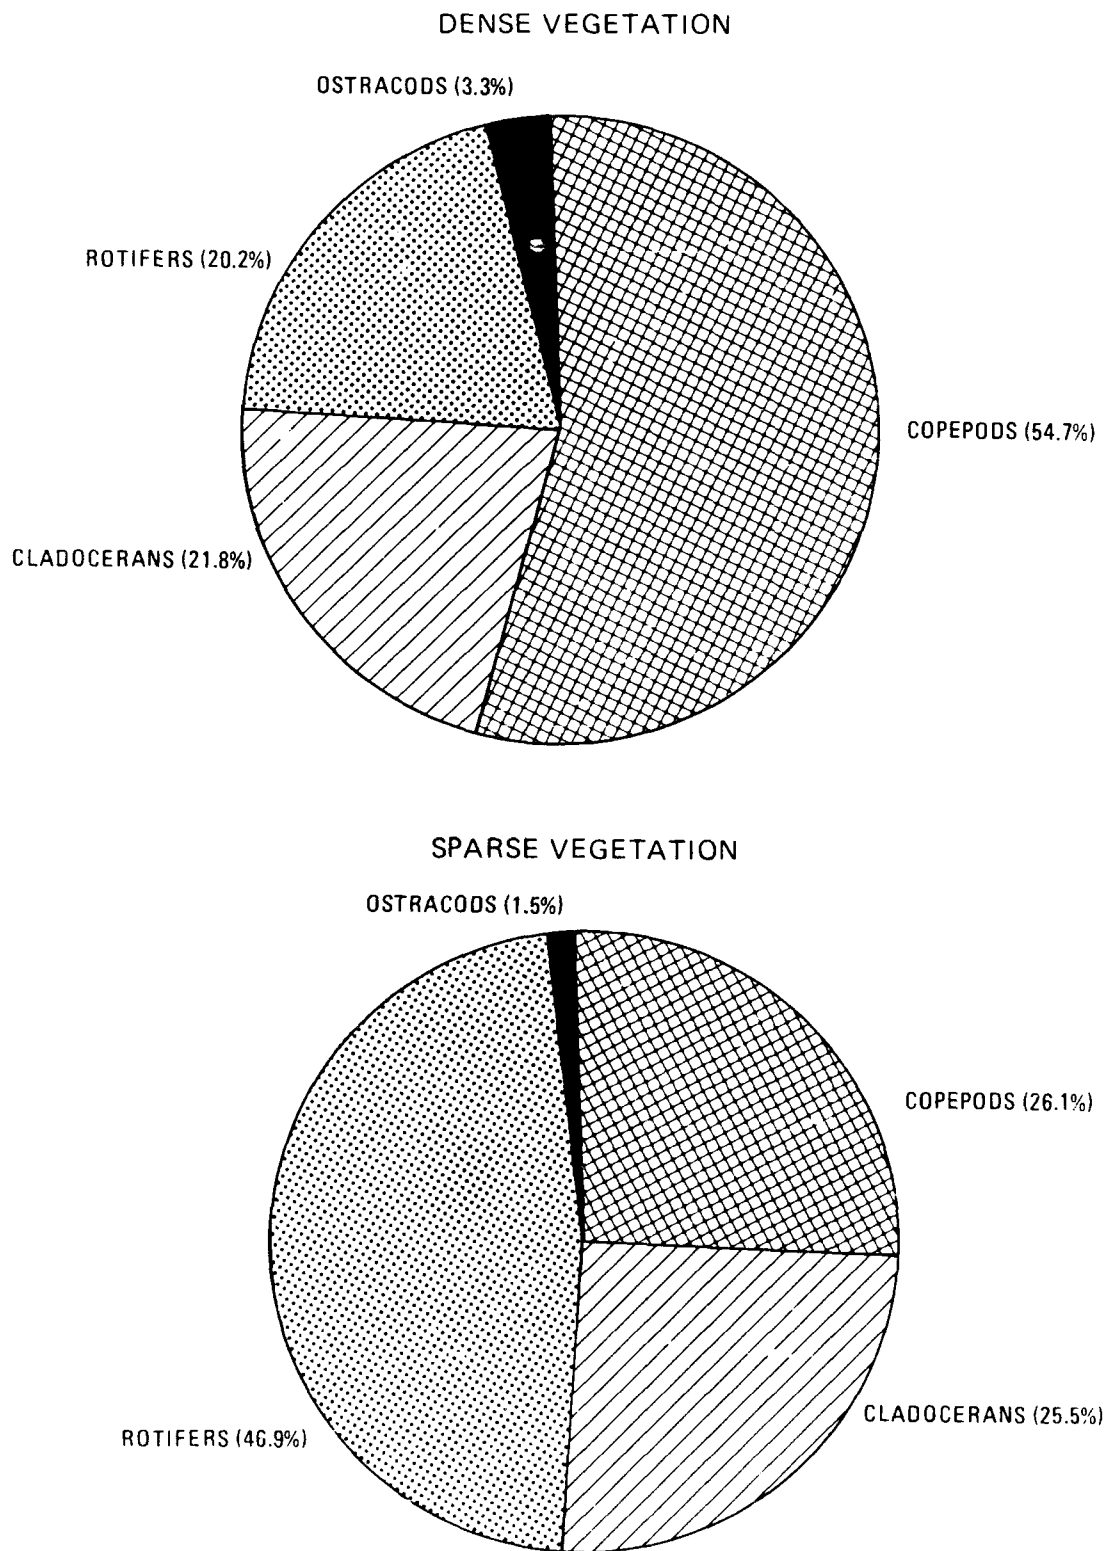 DENSE VEGETATION
OSTRACODS (3.3%)
ROTIFERS (20.2%)
COPEPODS (54.7%)
CLADOCERANS (21.8%)
SPARSE VEGETATION
OSTRACODS (1.5%)
COPEPODS (26.1%)
CLADOCERANS (25.5%)
ROTIFERS (46.9%)